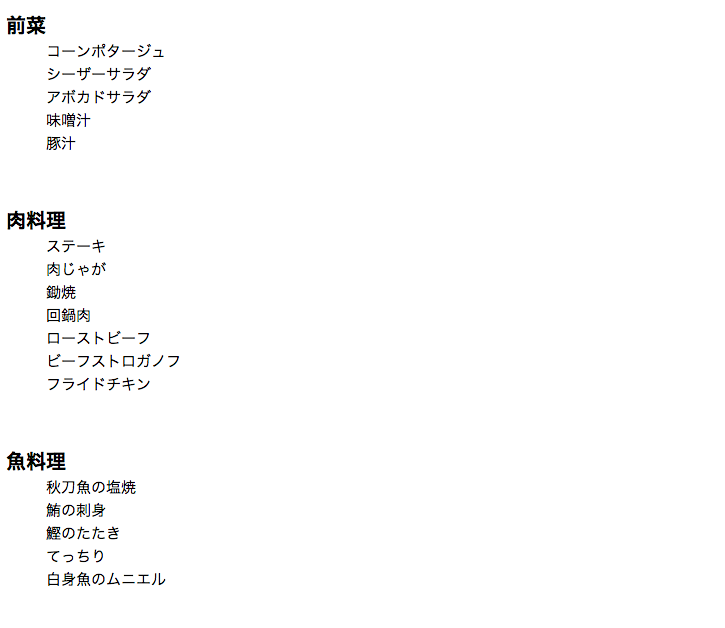 前菜
コーンポタージュ
シーザーサラダ
アボカドサラダ
味噌汁
豚汁
肉料理
ステーキ
肉じゃが
鋤焼
回鍋肉
ローストビーフ
ビーフストロガノフ
フライドチキン
魚料理
秋刀魚の塩焼
鮪の刺身
鰹のたたき
てっちり
白身魚のムニエル